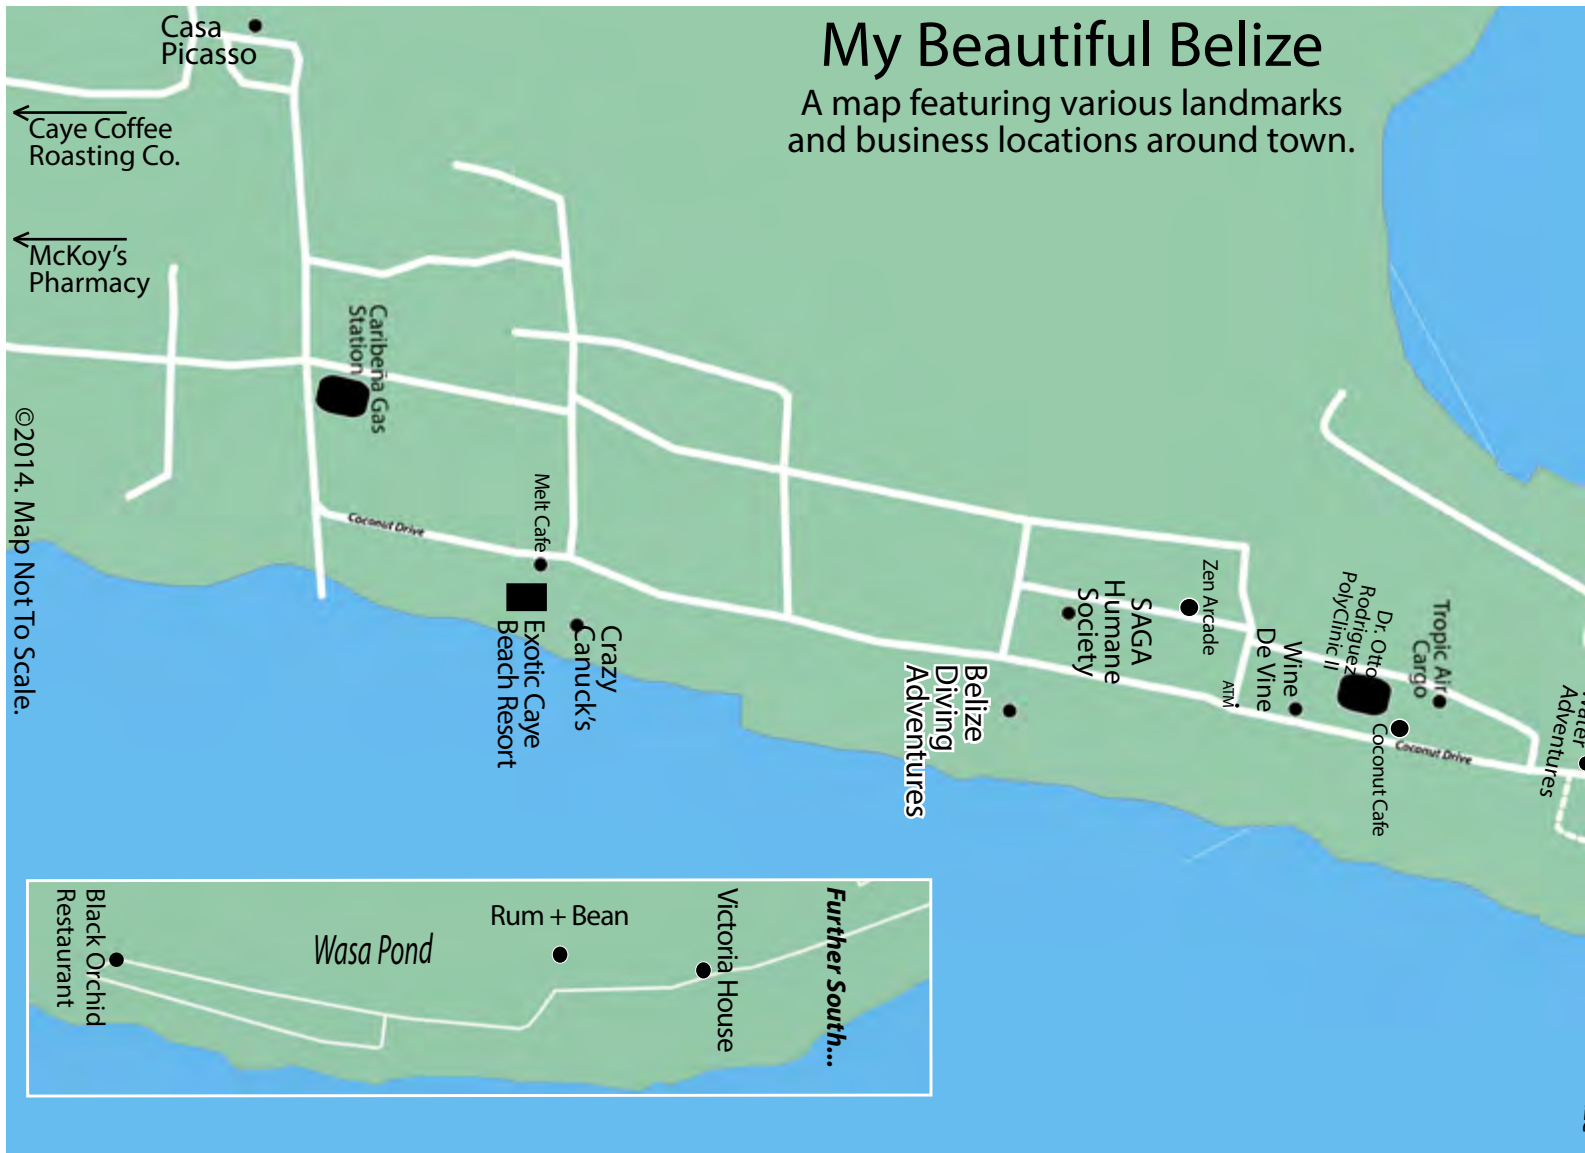 My Beautiful Belize
A map featuring various landmarks
and business locations around town.
Casa
Picasso
Caye Coffee
Roasting Co.
McKoy's
Pharmacy
©2014. Map Not To Scale.
Caribeña Gas
Station
Coconut Drive
Melt Cafe
Exotic Caye
Beach Resort
Crazy
Canuck's
Belize
Diving
Adventures
SAGA
Humane
Society
Zen Arcade
ATM
Wine
De Vine
Dr. Otto
Rodriguez
PolyClinic II
Tropic Air
Cargo
Coconut Cafe
Coconut Drive
Adventures
Further South...
Victoria House
Rum + Bean
Wasa Pond
Black Orchid
Restaurant